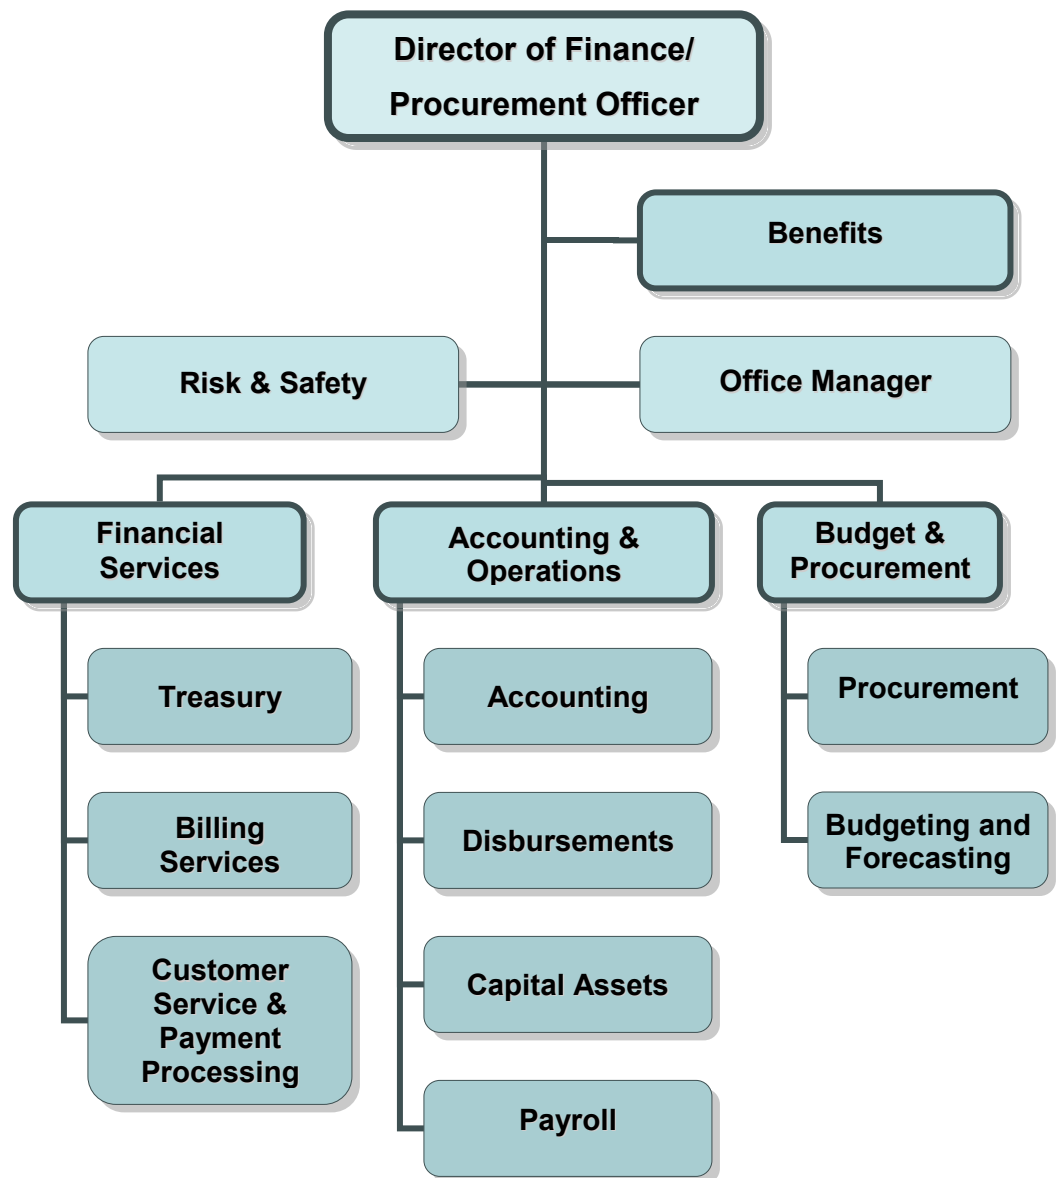 Director of Finance/
Procurement Officer
Benefits
Risk & Safety
Office Manager
Financial
Services
Accounting &
Operations
Budget &
Procurement
Treasury
Accounting
Procurement
Billing
Services
Disbursements
Budgeting and
Forecasting
Customer
Service &
Payment
Processing
Capital Assets
Payroll